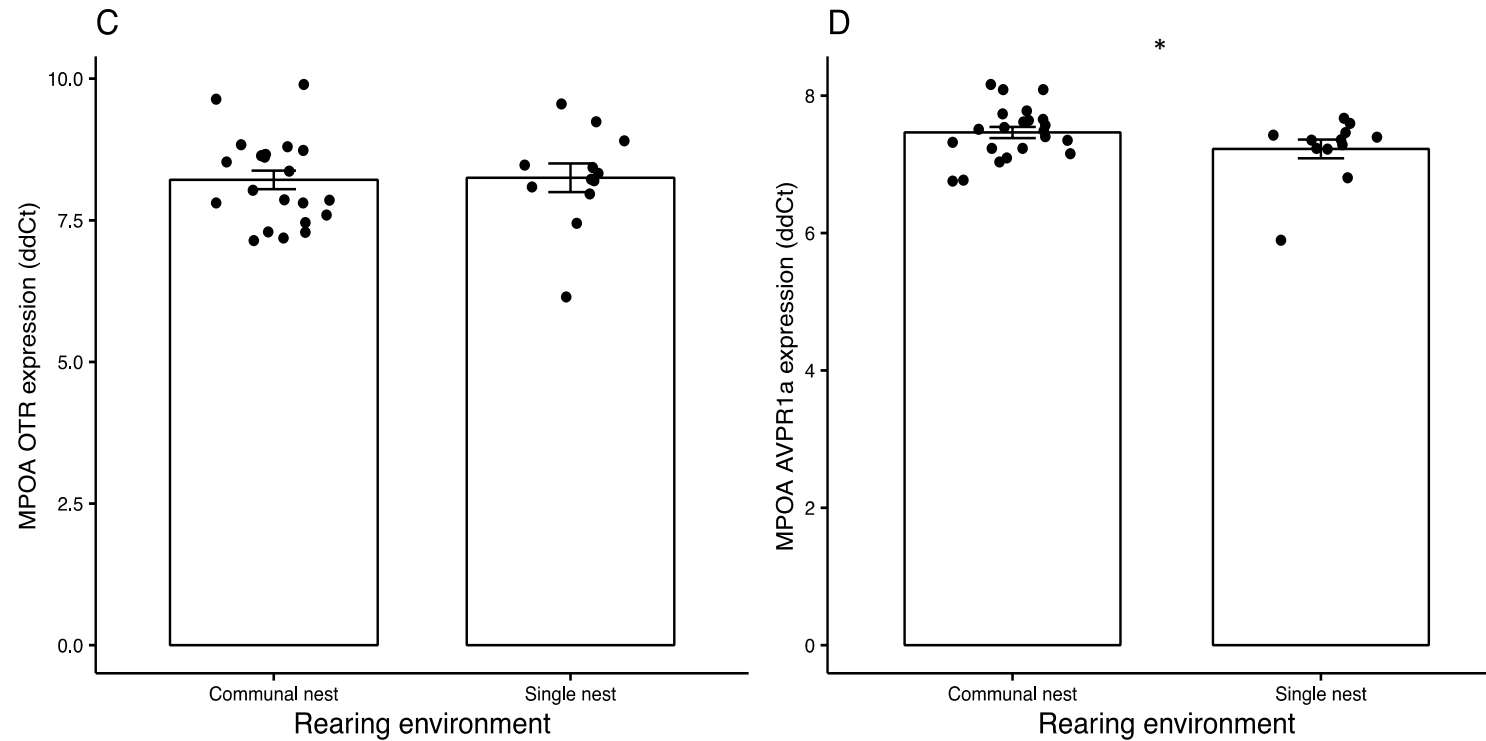 C
MPOA OTR expression (ddCt)
10.0
7.5
5.0
2.5
0.0
Communal nest
Single nest
Rearing environment
D
*
MPOA AVPR1a expression (ddCt)
8
6
4
2
0
Communal nest
Single nest
Rearing environment